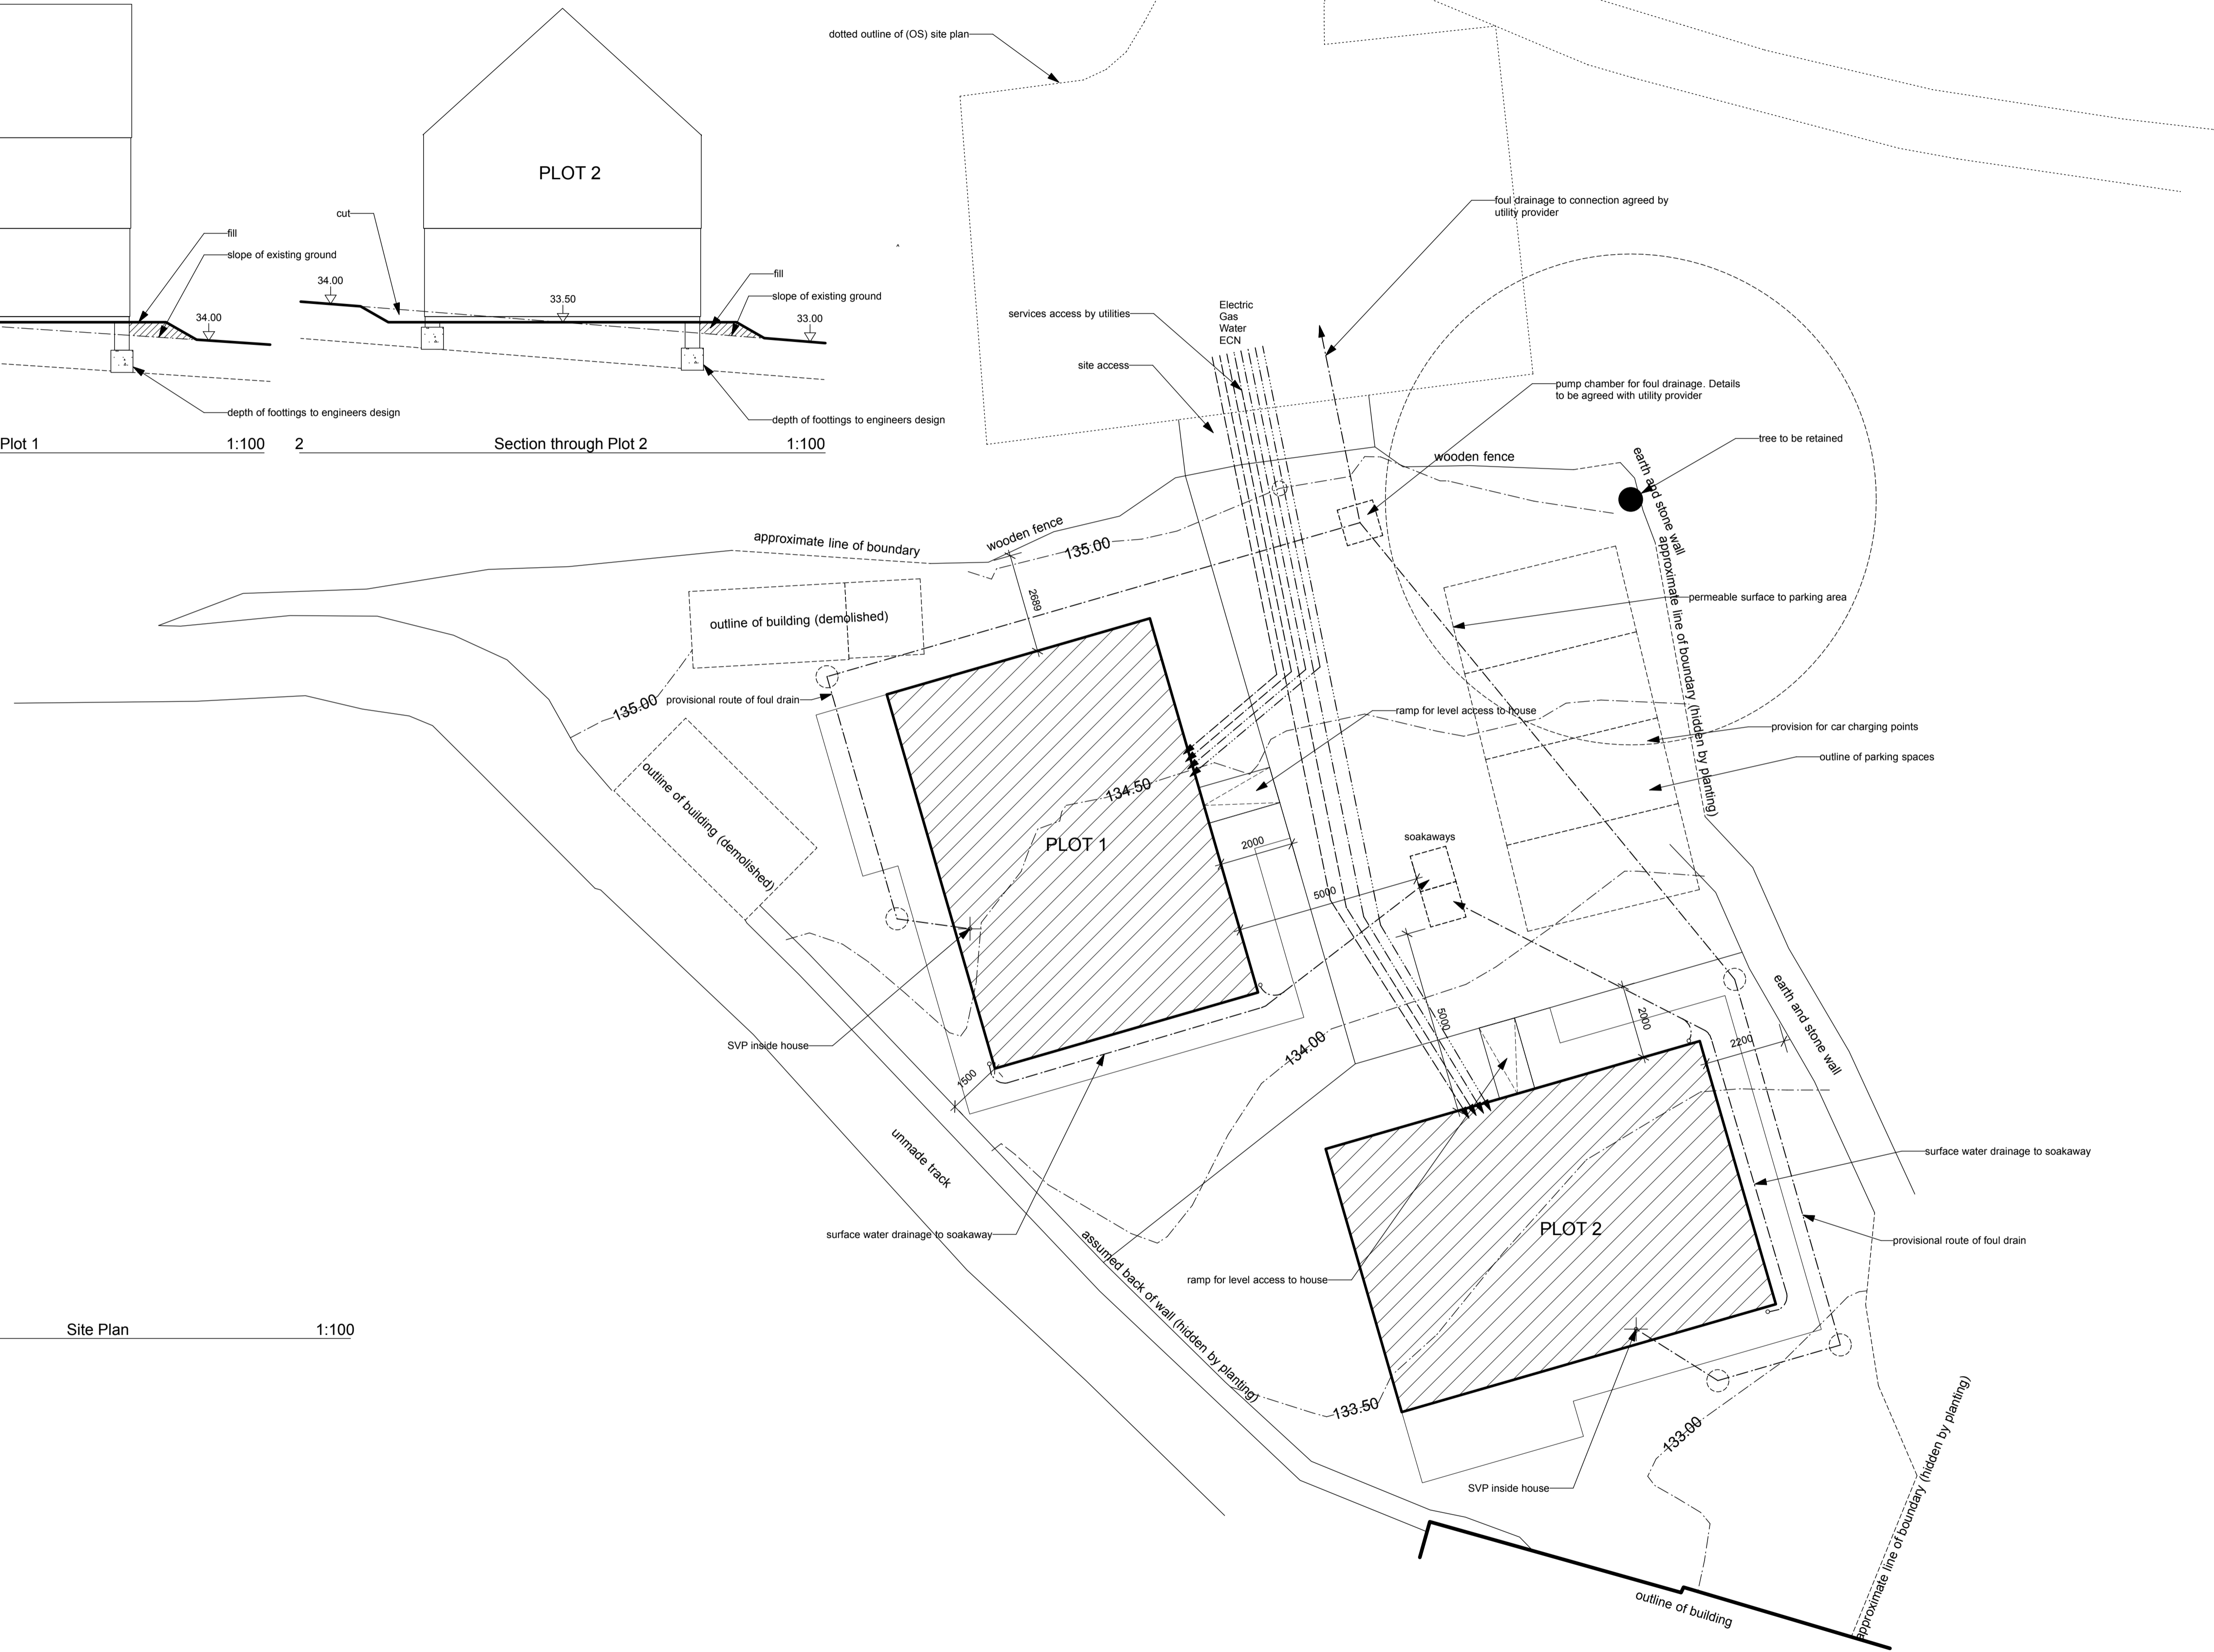 dotted outline of (OS) site plan
PLOT 2
cut
fill
slope of existing ground
34.00
34.00
33.50
fill
slope of existing ground
33.00
depth of foottings to engineers design
depth of foottings to engineers design
Plot 1 1:100
2 Section through Plot 2 1:100
foul drainage to connection agreed by
utility provider
Electric
Gas
Water
ECN
services access by utilities
site access
pump chamber for foul drainage. Details
to be agreed with utility provider
tree to be retained
wooden fence
earth and stone wall
approximate line of boundary
wooden fence
135.00
2689
outline of building (demolished)
permeable surface to parking area
approximate line of boundary (hidden by planting)
135.00
provisional route of foul drain
ramp for level access to house
provision for car charging points
outline of parking spaces
outline of building (demolished)
134.50
PLOT 1
2000
soakaways
5000
SVP inside house
1500
5000
134.00
2000
2200
earth and stone wall
unmade track
surface water drainage to soakaway
surface water drainage to soakaway
PLOT 2
provisional route of foul drain
assumed back of wall (hidden by planting)
ramp for level access to house
Site Plan 1:100
133.50
133.00
SVP inside house
approximate line of boundary (hidden by planting)
outline of building